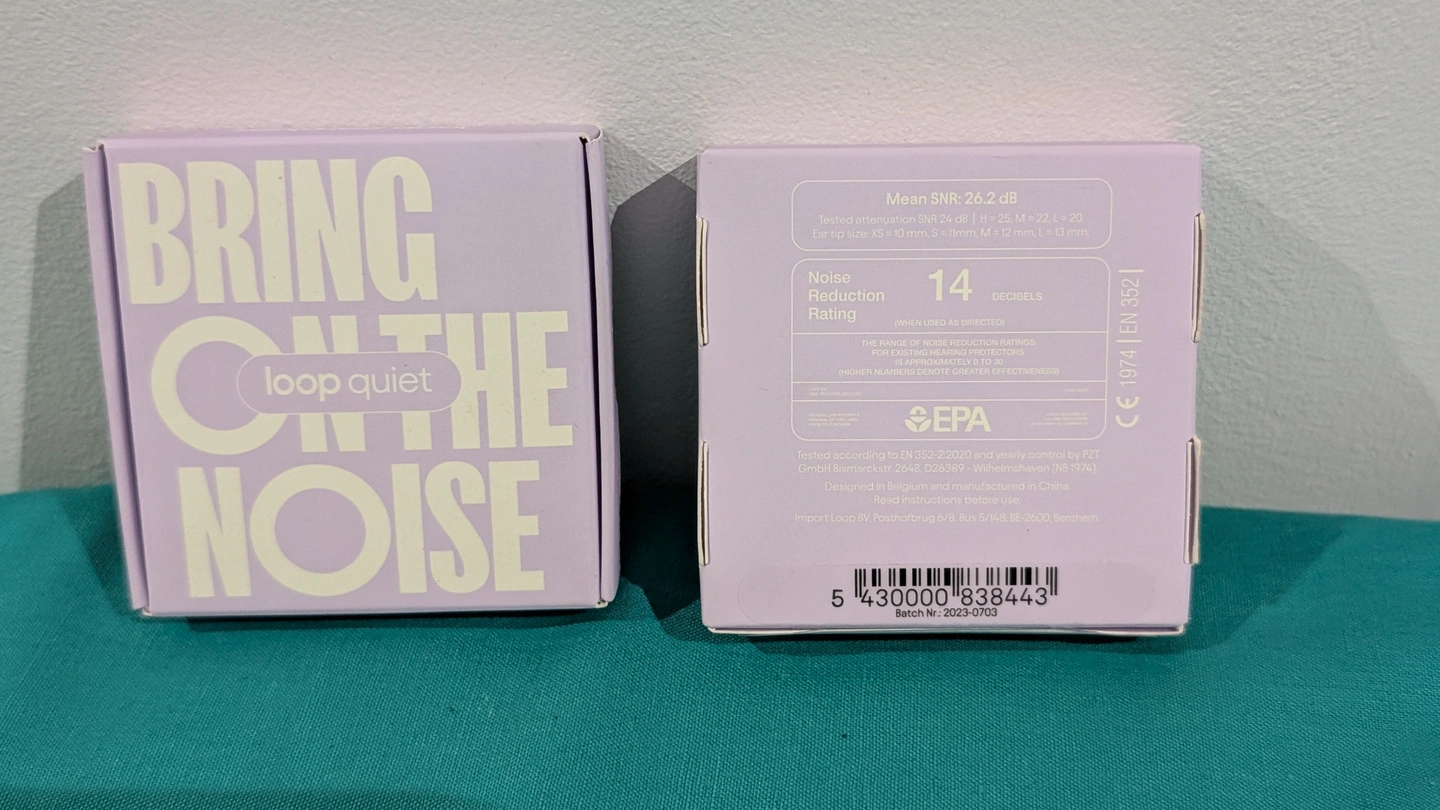 BRING
ON THE
loop quiet
NOISE
Mean SNR: 26.2 dB
Tested attenuation SNR 24 dB | H = 25, M = 22, L = 20.
Ear tip size: XS = 10 mm, S = 11mm, M = 12 mm, L = 13 mm.
Noise
Reduction
Rating
14 DECIBELS
(WHEN USED AS DIRECTED)
THE RANGE OF NOISE REDUCTION RATINGS
FOR EXISTING HEARING PROTECTORS
IS APPROXIMATELY 0 TO 30
(HIGHER NUMBERS DENOTE GREATER EFFECTIVENESS)
EPA
CE 1974 | EN 352 |
Tested according to EN 352-2:2020 and yearly control by PZT
GmbH Bismarckstr. 264B, D26389 - Wilhelmshaven (NB 1974).
Designed in Belgium and manufactured in China.
Read instructions before use.
Import Loop BV, Posthofbrug 6/8, Bus 5/148, BE-2600, Berchem.
5 430000 838443
Batch Nr.: 2023-0703